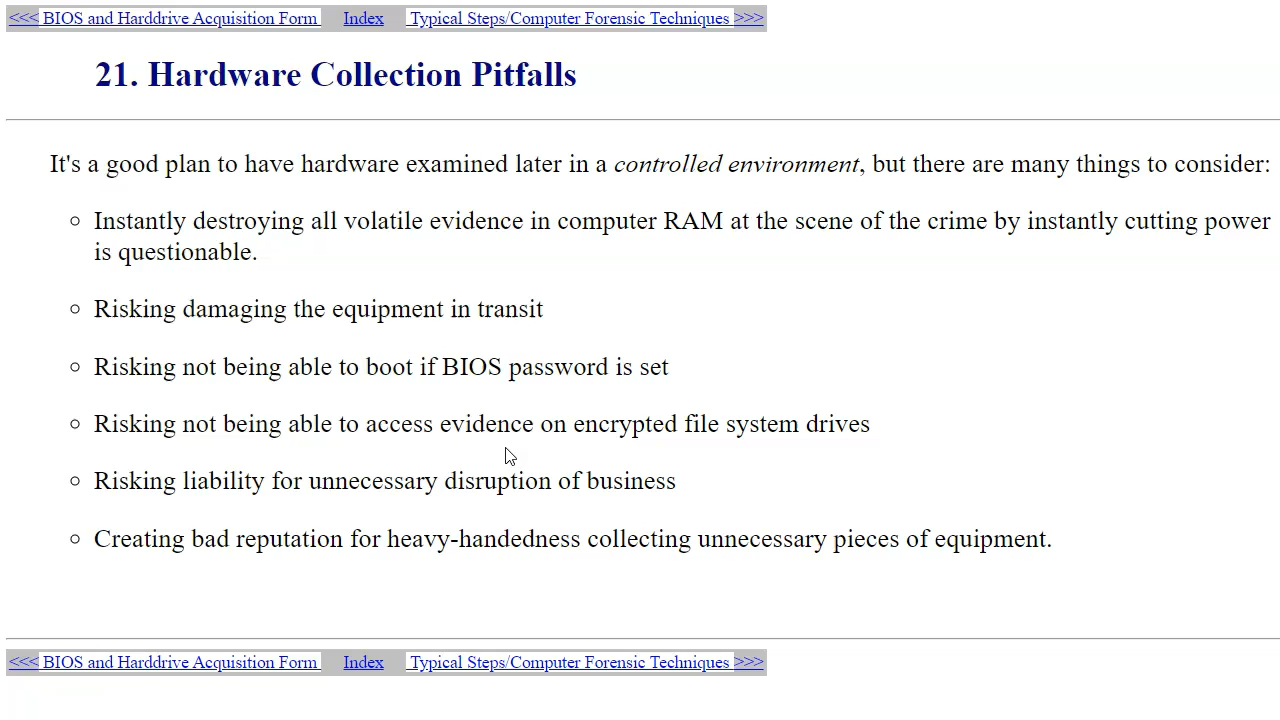 <<< BIOS and Harddrive Acquisition Form Index Typical Steps/Computer Forensic Techniques >>>
21. Hardware Collection Pitfalls
It's a good plan to have hardware examined later in a controlled environment, but there are many things to consider:
Instantly destroying all volatile evidence in computer RAM at the scene of the crime by instantly cutting power
is questionable.
Risking damaging the equipment in transit
Risking not being able to boot if BIOS password is set
Risking not being able to access evidence on encrypted file system drives
Risking liability for unnecessary disruption of business
Creating bad reputation for heavy-handedness collecting unnecessary pieces of equipment.
<<< BIOS and Harddrive Acquisition Form Index Typical Steps/Computer Forensic Techniques >>>